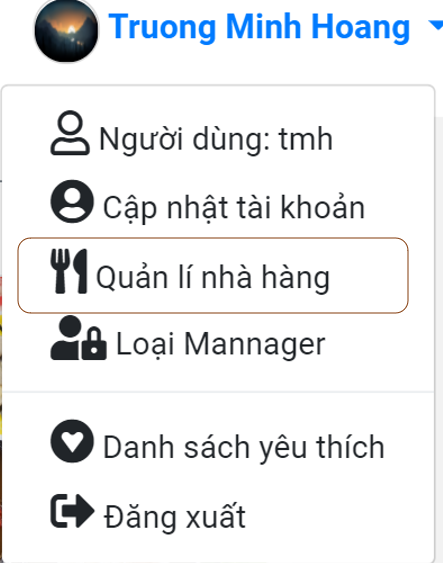 Truong Minh Hoang
Người dùng: tmh
Cập nhật tài khoản
Quản lí nhà hàng
Loại Mannager
Danh sách yêu thích
Đăng xuất